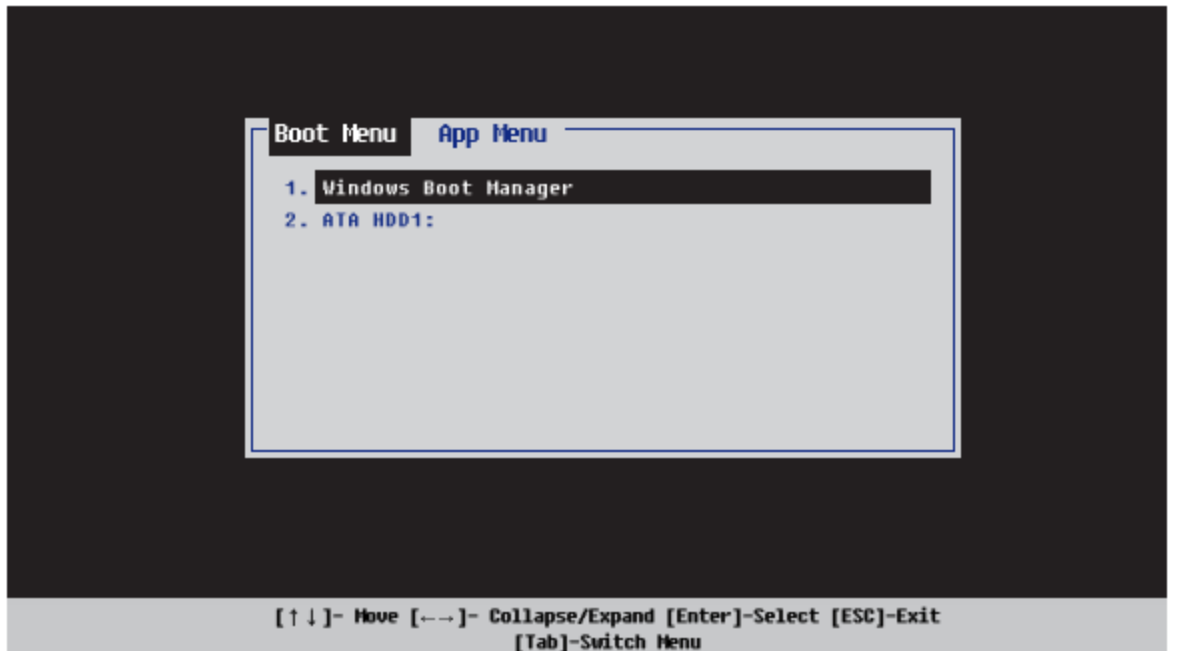 Boot Menu App Menu
1. Windows Boot Manager
2. ATA HDD1:
[↑↓]- Move [←→]- Collapse/Expand [Enter]-Select [ESC]-Exit
[Tab]-Switch Menu